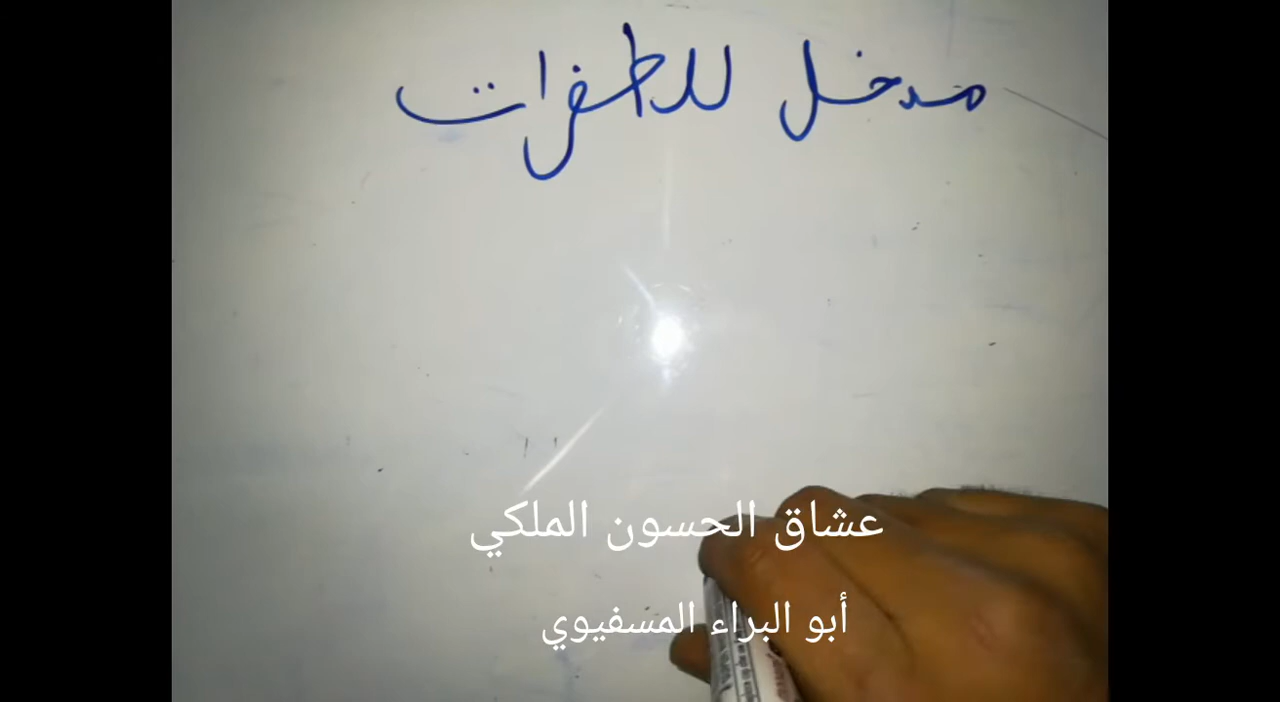 مدخل للطفرات
عشاق الحسون الملكي
أبو البراء المسفيوي